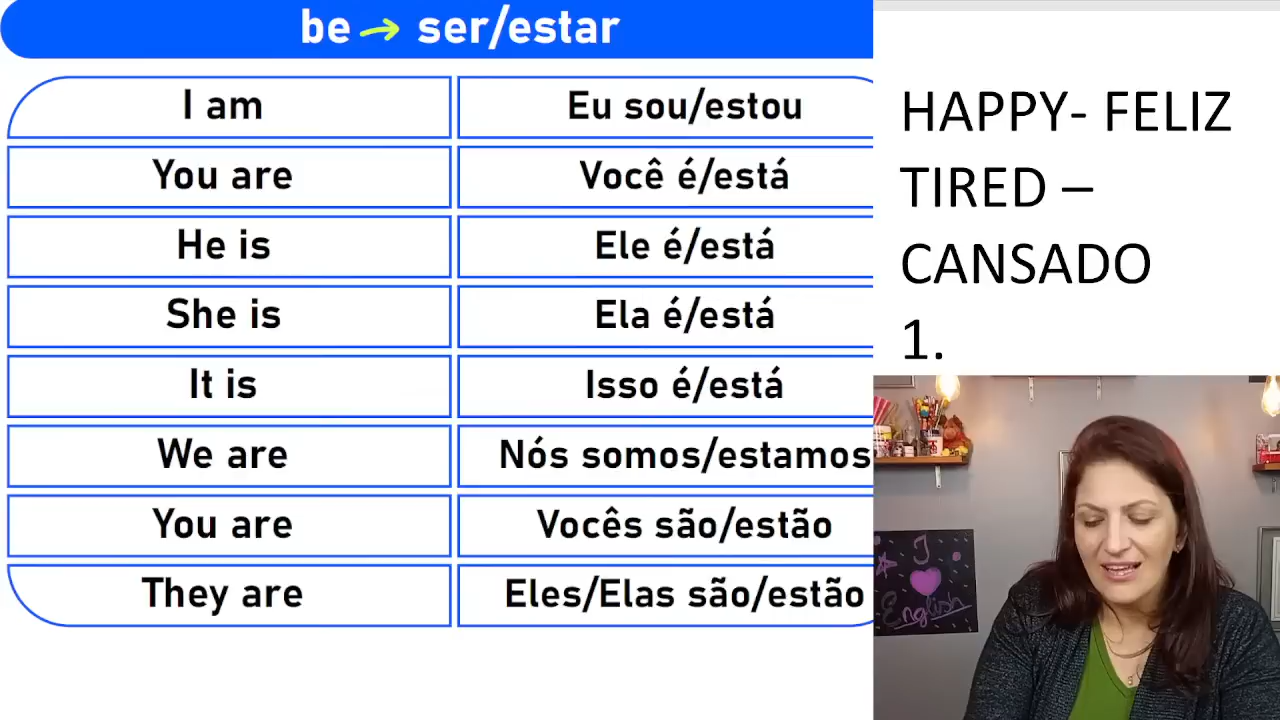 be → ser/estar
I am Eu sou/estou
You are Você é/está
He is Ele é/está
She is Ela é/está
It is Isso é/está
We are Nós somos/estamos
You are Vocês são/estão
They are Eles/Elas são/estão
HAPPY- FELIZ
TIRED –
CANSADO
1.
I
English